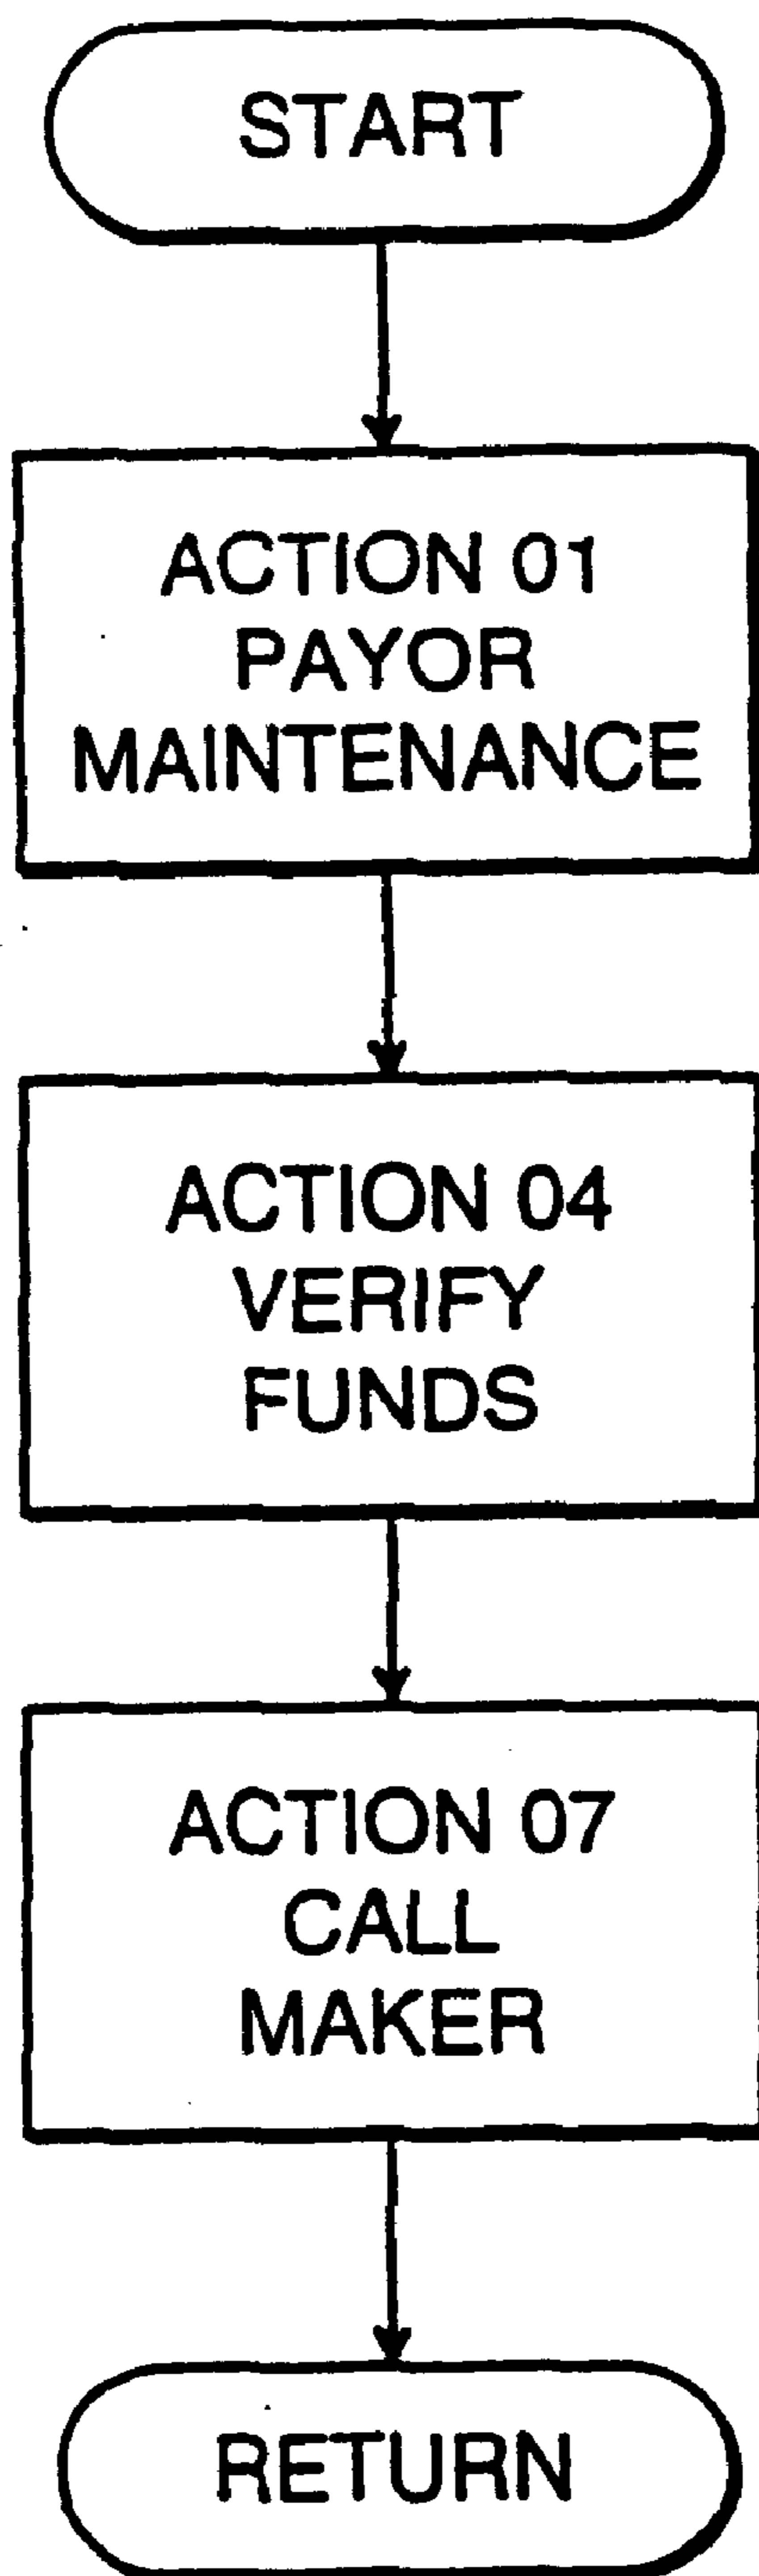 START
ACTION 01
PAYOR
MAINTENANCE
ACTION 04
VERIFY
FUNDS
ACTION 07
CALL
MAKER
RETURN